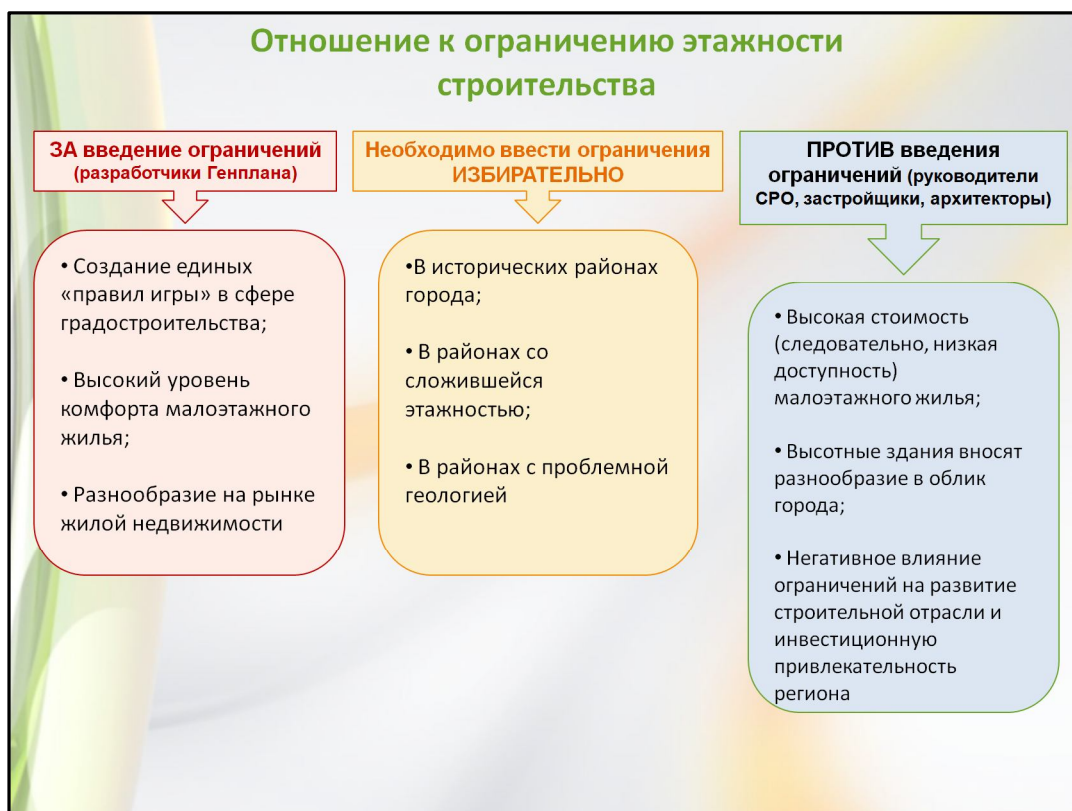 Отношение к ограничению этажности
строительства
ЗА введение ограничений
(разработчики Генплана)
• Создание единых
«правил игры» в сфере
градостроительства;
• Высокий уровень
комфорта малоэтажного
жилья;
• Разнообразие на рынке
жилой недвижимости
Необходимо ввести ограничения
ИЗБИРАТЕЛЬНО
•В исторических районах
города;
• В районах со
сложившейся
этажностью;
• В районах с проблемной
геологией
ПРОТИВ введения
ограничений (руководители
СРО, застройщики, архитекторы)
• Высокая стоимость
(следовательно, низкая
доступность)
малоэтажного жилья;
• Высотные здания вносят
разнообразие в облик
города;
• Негативное влияние
ограничений на развитие
строительной отрасли и
инвестиционную
привлекательность
региона